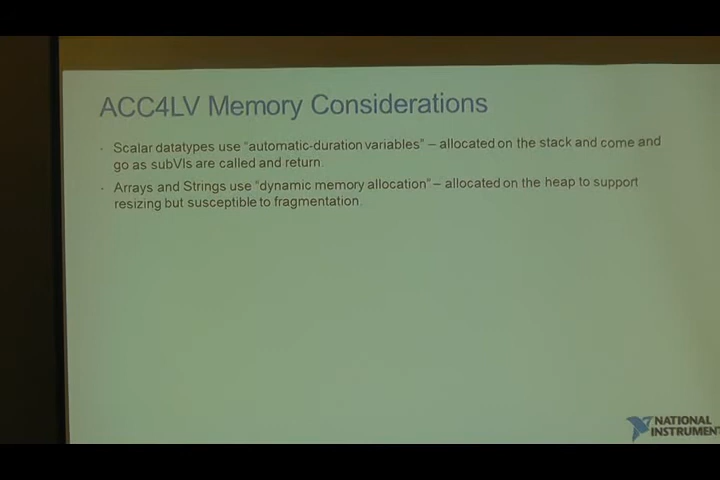 ACC4LV Memory Considerations
· Scalar datatypes use “automatic-duration variables” – allocated on the stack and come and
go as subVIs are called and return.
· Arrays and Strings use “dynamic memory allocation” – allocated on the heap to support
resizing but susceptible to fragmentation.
NATIONAL
INSTRUMEN